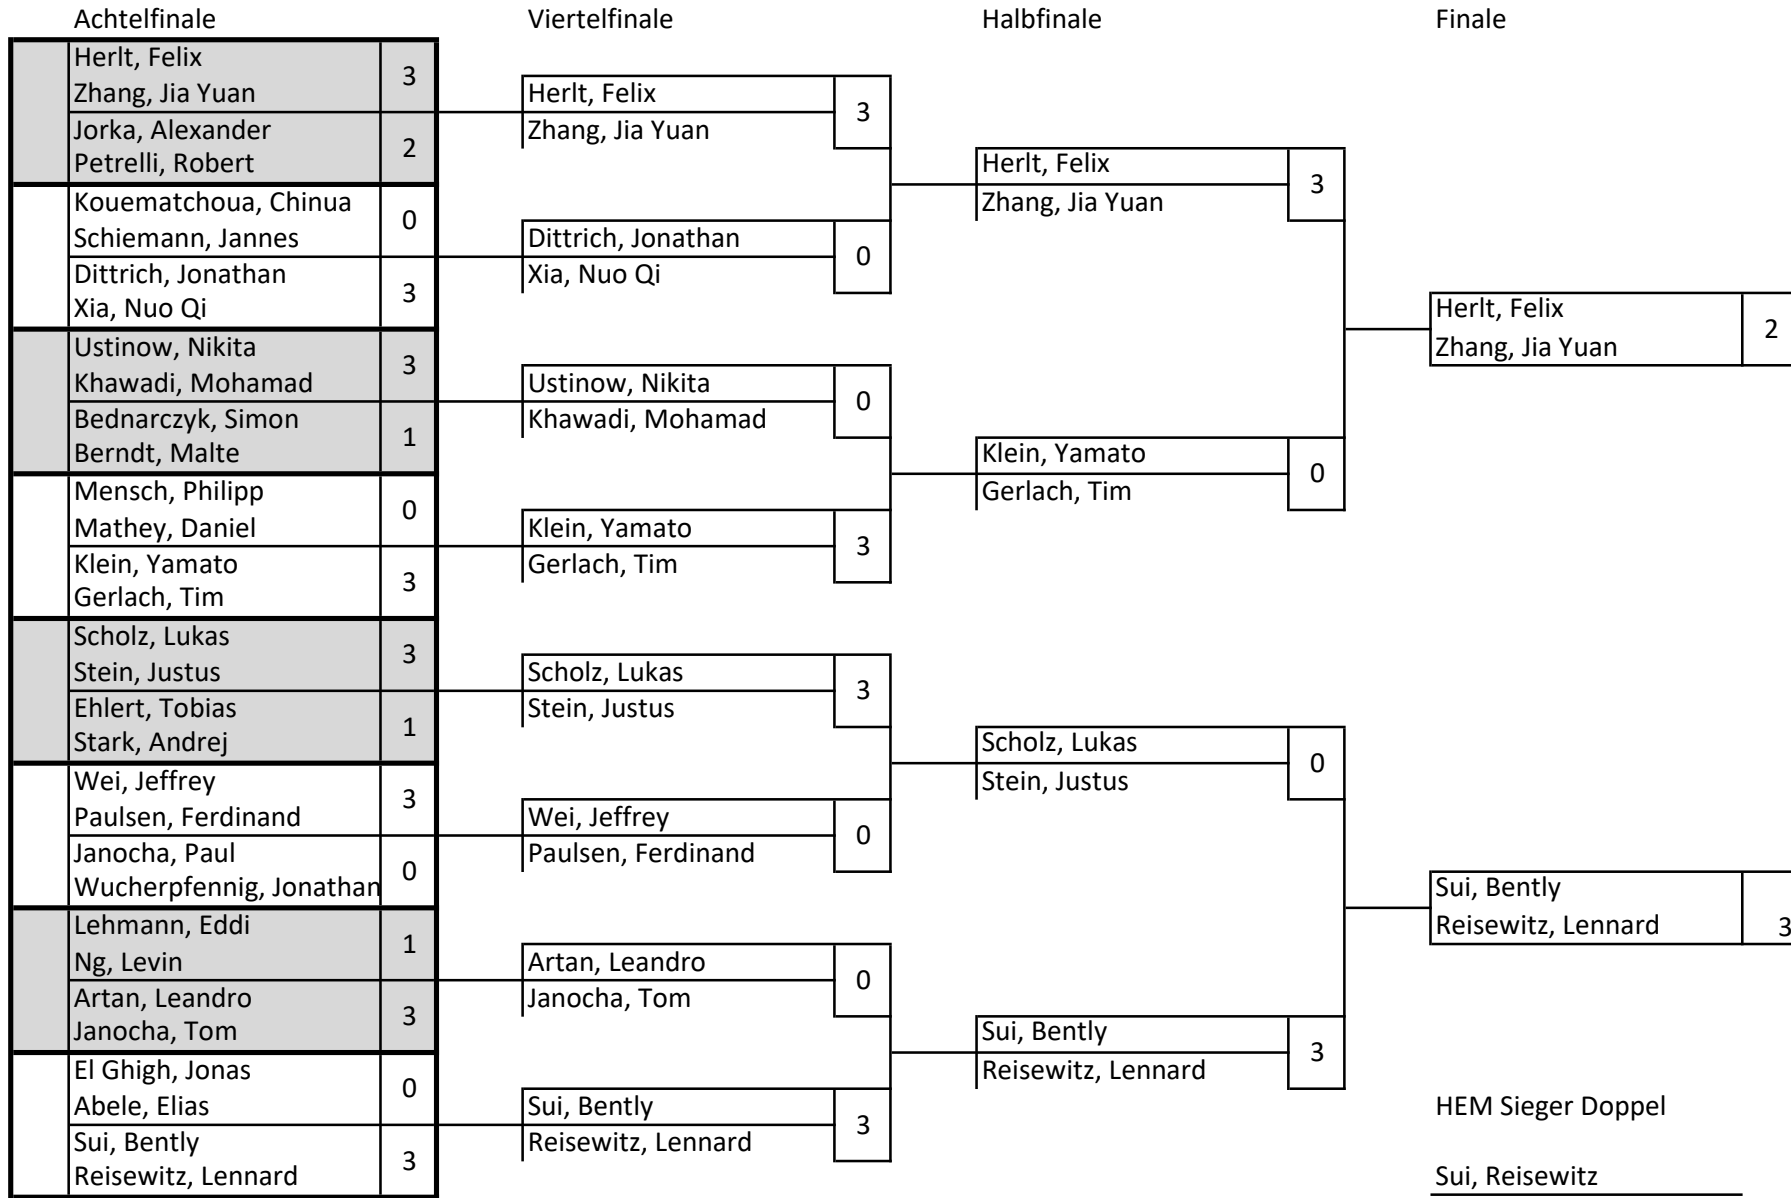 Achtelfinale
Viertelfinale
Halbfinale
Finale
Herlt, Felix
Zhang, Jia Yuan
3
Jorka, Alexander
Petrelli, Robert
2
Kouematchoua, Chinua
Schiemann, Jannes
0
Dittrich, Jonathan
Xia, Nuo Qi
3
Ustinow, Nikita
Khawadi, Mohamad
3
Bednarczyk, Simon
Berndt, Malte
1
Mensch, Philipp
Mathey, Daniel
0
Klein, Yamato
Gerlach, Tim
3
Scholz, Lukas
Stein, Justus
3
Ehlert, Tobias
Stark, Andrej
1
Wei, Jeffrey
Paulsen, Ferdinand
3
Janocha, Paul
Wucherpfennig, Jonathan
0
Lehmann, Eddi
Ng, Levin
1
Artan, Leandro
Janocha, Tom
3
El Ghigh, Jonas
Abele, Elias
0
Sui, Bently
Reisewitz, Lennard
3
Herlt, Felix
Zhang, Jia Yuan
3
Dittrich, Jonathan
Xia, Nuo Qi
0
Ustinow, Nikita
Khawadi, Mohamad
0
Klein, Yamato
Gerlach, Tim
3
Scholz, Lukas
Stein, Justus
3
Wei, Jeffrey
Paulsen, Ferdinand
0
Artan, Leandro
Janocha, Tom
0
Sui, Bently
Reisewitz, Lennard
3
Herlt, Felix
Zhang, Jia Yuan
3
Klein, Yamato
Gerlach, Tim
0
Scholz, Lukas
Stein, Justus
0
Sui, Bently
Reisewitz, Lennard
3
Herlt, Felix
Zhang, Jia Yuan
2
Sui, Bently
Reisewitz, Lennard
3
HEM Sieger Doppel
Sui, Reisewitz